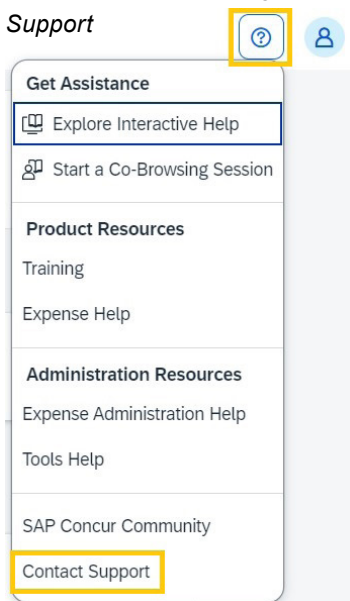 Support
Get Assistance
Explore Interactive Help
Start a Co-Browsing Session
Product Resources
Training
Expense Help
Administration Resources
Expense Administration Help
Tools Help
SAP Concur Community
Contact Support